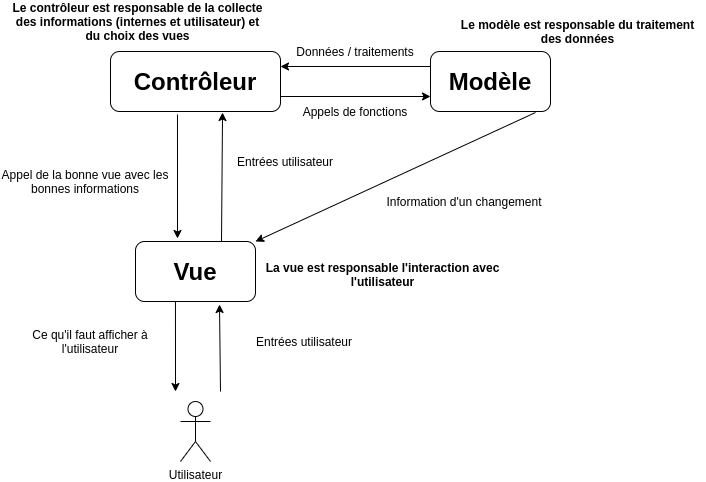 Le contrôleur est responsable de la collecte
des informations (internes et utilisateur) et
du choix des vues
Le modèle est responsable du traitement
des données
Données / traitements
Contrôleur
Modèle
Appels de fonctions
Entrées utilisateur
Appel de la bonne vue avec les
bonnes informations
Information d'un changement
Vue
La vue est responsable l'interaction avec
l'utilisateur
Ce qu'il faut afficher à
l'utilisateur
Entrées utilisateur
Utilisateur